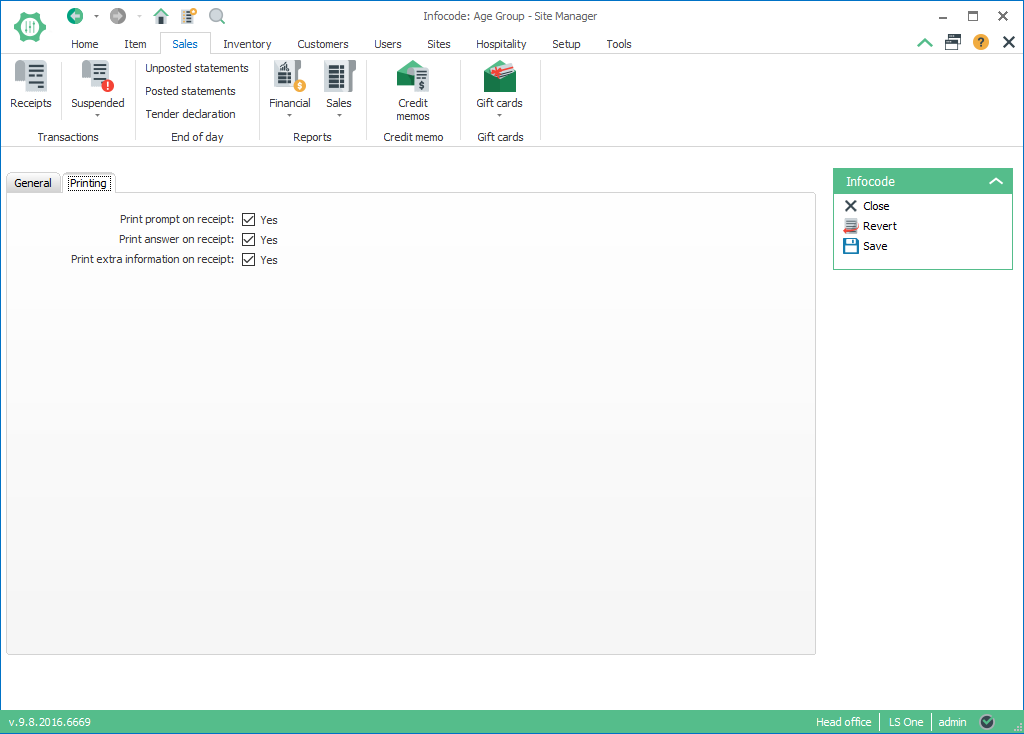 Infocode: Age Group - Site Manager
Home Item Sales Inventory Customers Users Sites Hospitality Setup Tools
Receipts
Suspended
Transactions
Unposted statements
Posted statements
Tender declaration
End of day
Financial
Sales
Reports
Credit
memos
Credit memo
Gift cards
Gift cards
General Printing
Print prompt on receipt: Yes
Print answer on receipt: Yes
Print extra information on receipt: Yes
Infocode
Close
Revert
Save
v.9.8.2016.6669 Head office LS One admin